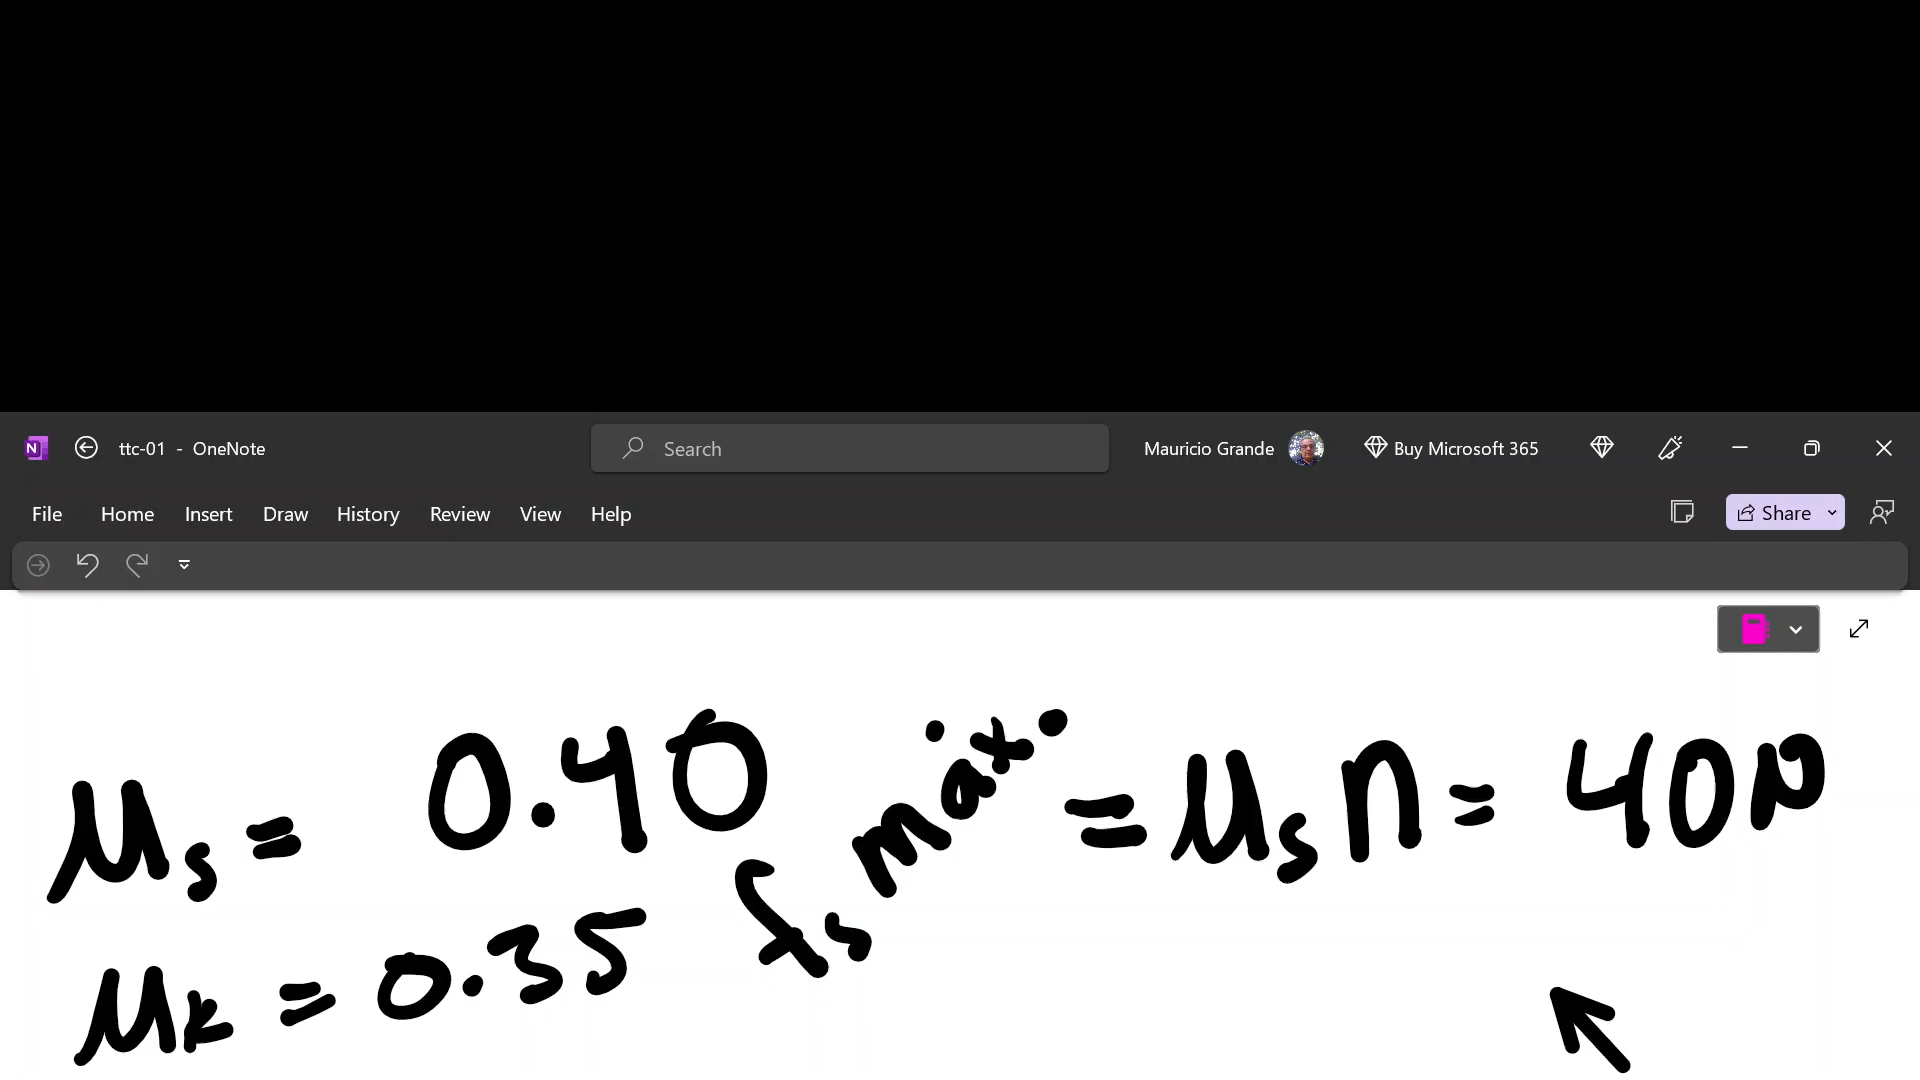 ttc-01 - OneNote
Search
Mauricio Grande
Buy Microsoft 365
File Home Insert Draw History Review View Help
Share
μs = 0.40 fs máx. = μs n = 40N
μk = 0.35